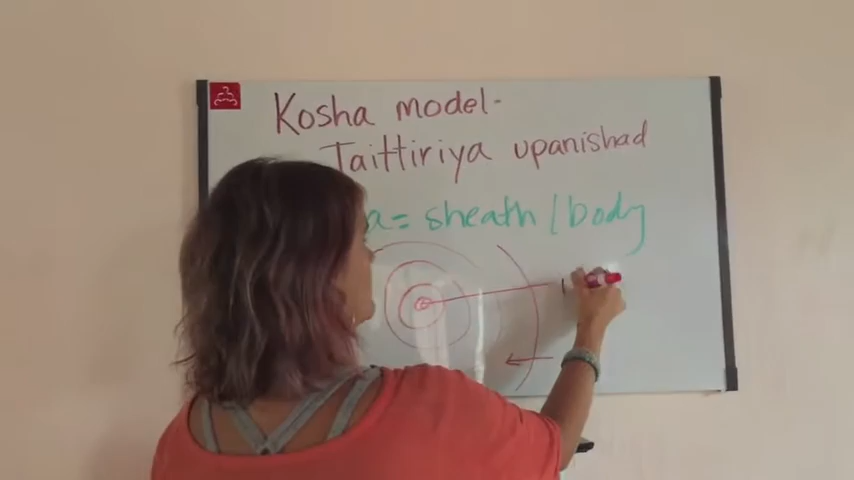 Kosha model-
Taittiriya upanishad
a= sheath / body